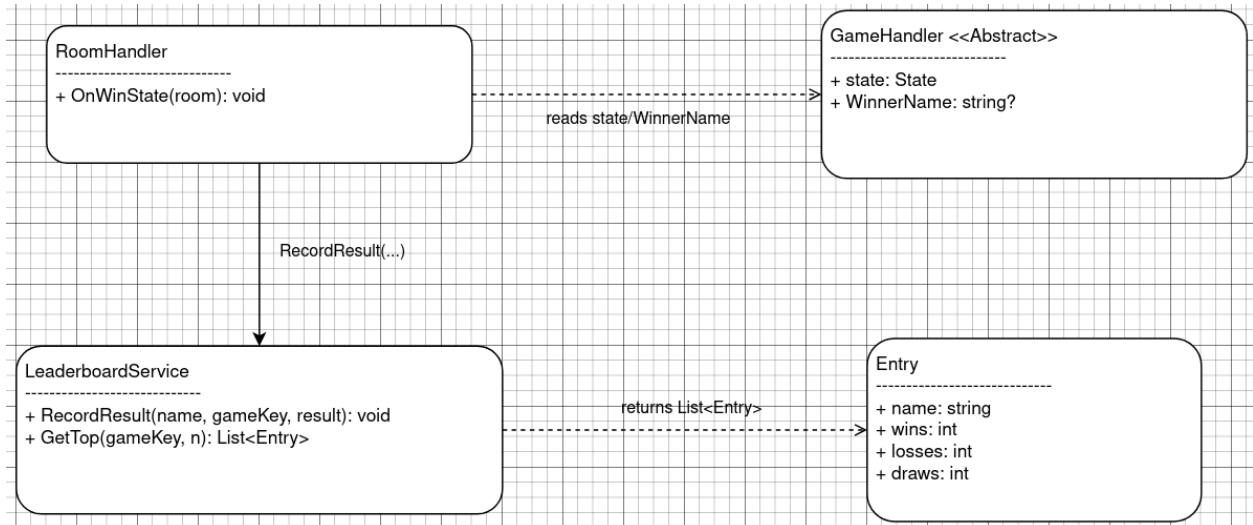 RoomHandler
------------------------------
+ OnWinState(room): void
reads state/WinnerName
GameHandler <<Abstract>>
------------------------------
+ state: State
+ WinnerName: string?
RecordResult(...)
LeaderboardService
------------------------------
+ RecordResult(name, gameKey, result): void
+ GetTop(gameKey, n): List<Entry>
returns List<Entry>
Entry
------------------------------
+ name: string
+ wins: int
+ losses: int
+ draws: int